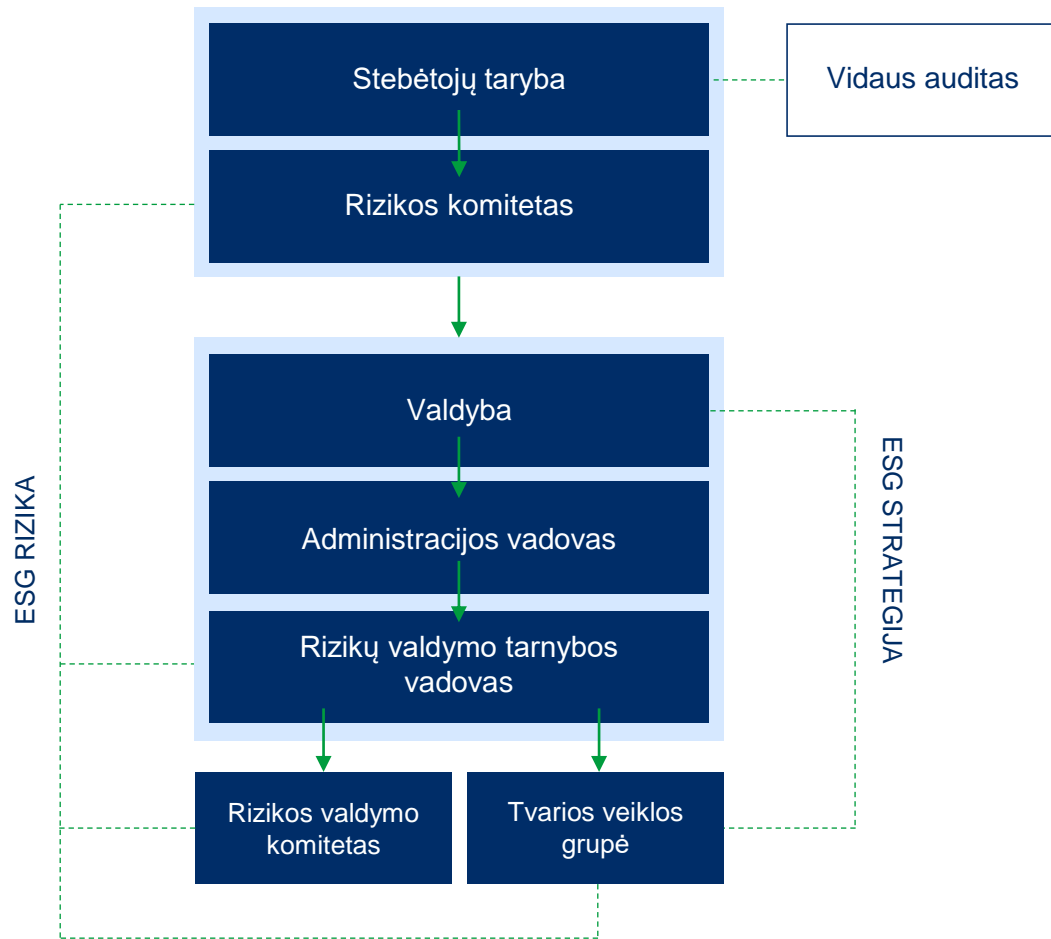 Stebėtojų taryba
Vidaus auditas
Rizikos komitetas
Valdyba
Administracijos vadovas
Rizikų valdymo tarnybos
vadovas
Rizikos valdymo
komitetas
Tvarios veiklos
grupė
ESG RIZIKA
ESG STRATEGIJA